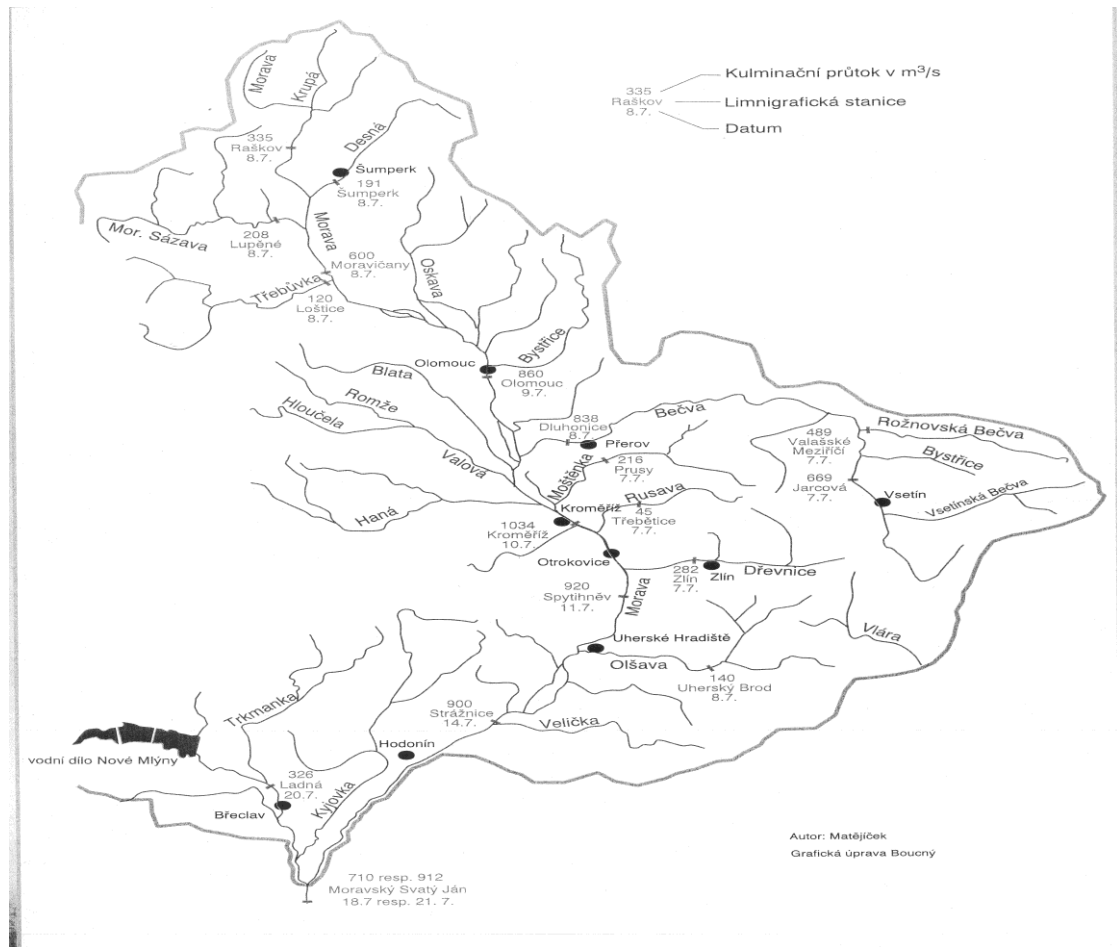 Kulminační průtok v m³/s
335
Raškov
8.7.
Limnigrafická stanice
Datum
Morava
Krupá
335
Raškov
8.7.
Desná
Šumperk
191
Šumperk
8.7.
Mor. Sázava
208
Lupěné
8.7.
Morava
600
Moravičany
8.7.
Oskava
Třebůvka
120
Loštice
8.7.
Olomouc
Bystřice
860
Olomouc
9.7.
Blata
Romže
Hloučela
Valová
Haná
838
Dluhonice
8.7.
Bečva
Přerov
Moštěnka
216
Prusy
7.7.
489
Valašské
Meziříčí
7.7.
Rožnovská Bečva
Bystřice
669
Jarcová
7.7.
Vsetín
Vsetínská Bečva
Rusava
Kroměříž
45
Třebětice
7.7.
1034
Kroměříž
10.7.
Otrokovice
282
Zlín
7.7.
Zlín
Dřevnice
920
Spytihněv
11.7.
Morava
Uherské Hradiště
Olšava
Vlára
140
Uherský Brod
8.7.
900
Strážnice
14.7.
Velička
Trkmanka
Hodonín
vodní dílo Nové Mlýny
326
Ladná
20.7.
Kyjovka
Břeclav
Autor: Matějíček
Grafická úprava Boucný
710 resp. 912
Moravský Svatý Ján
18.7 resp. 21. 7.